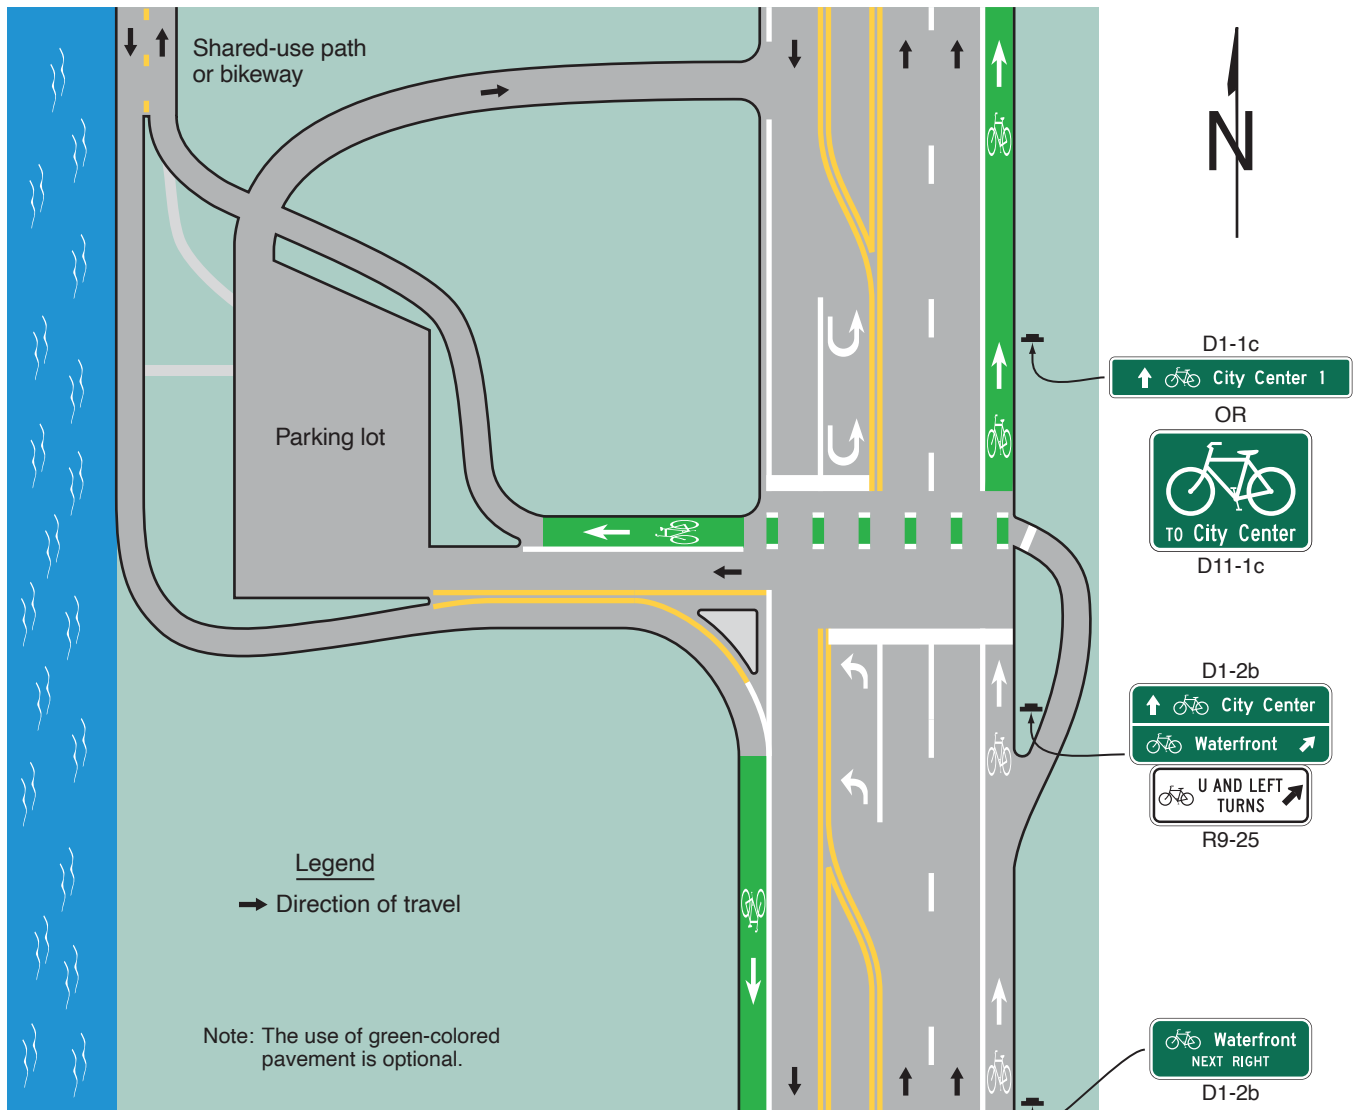 Shared-use path
or bikeway
N
D1-1c
City Center 1
OR
TO City Center
D11-1c
Parking lot
D1-2b
City Center
Waterfront
U AND LEFT
TURNS
R9-25
Legend
Direction of travel
Note: The use of green-colored
pavement is optional.
Waterfront
NEXT RIGHT
D1-2b